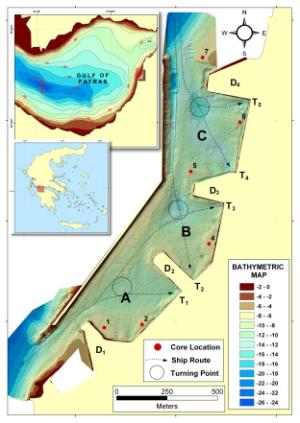 GULF OF
PATRAS
N
W
E
S
7
D4
T5
C
6
5
T4
D3
T3
B
4
D2
T2
A
T1
1
2
D1
BATHYMETRIC
MAP
-2 - 0
-4 - -2
-6 - -4
-8 - -6
-10 - -8
-12 - -10
-14 - -12
-16 - -14
-18 - -16
-20 - -18
-22 - -20
-24 - -22
-26 - -24
Core Location
Ship Route
Turning Point
0
250
500
Meters